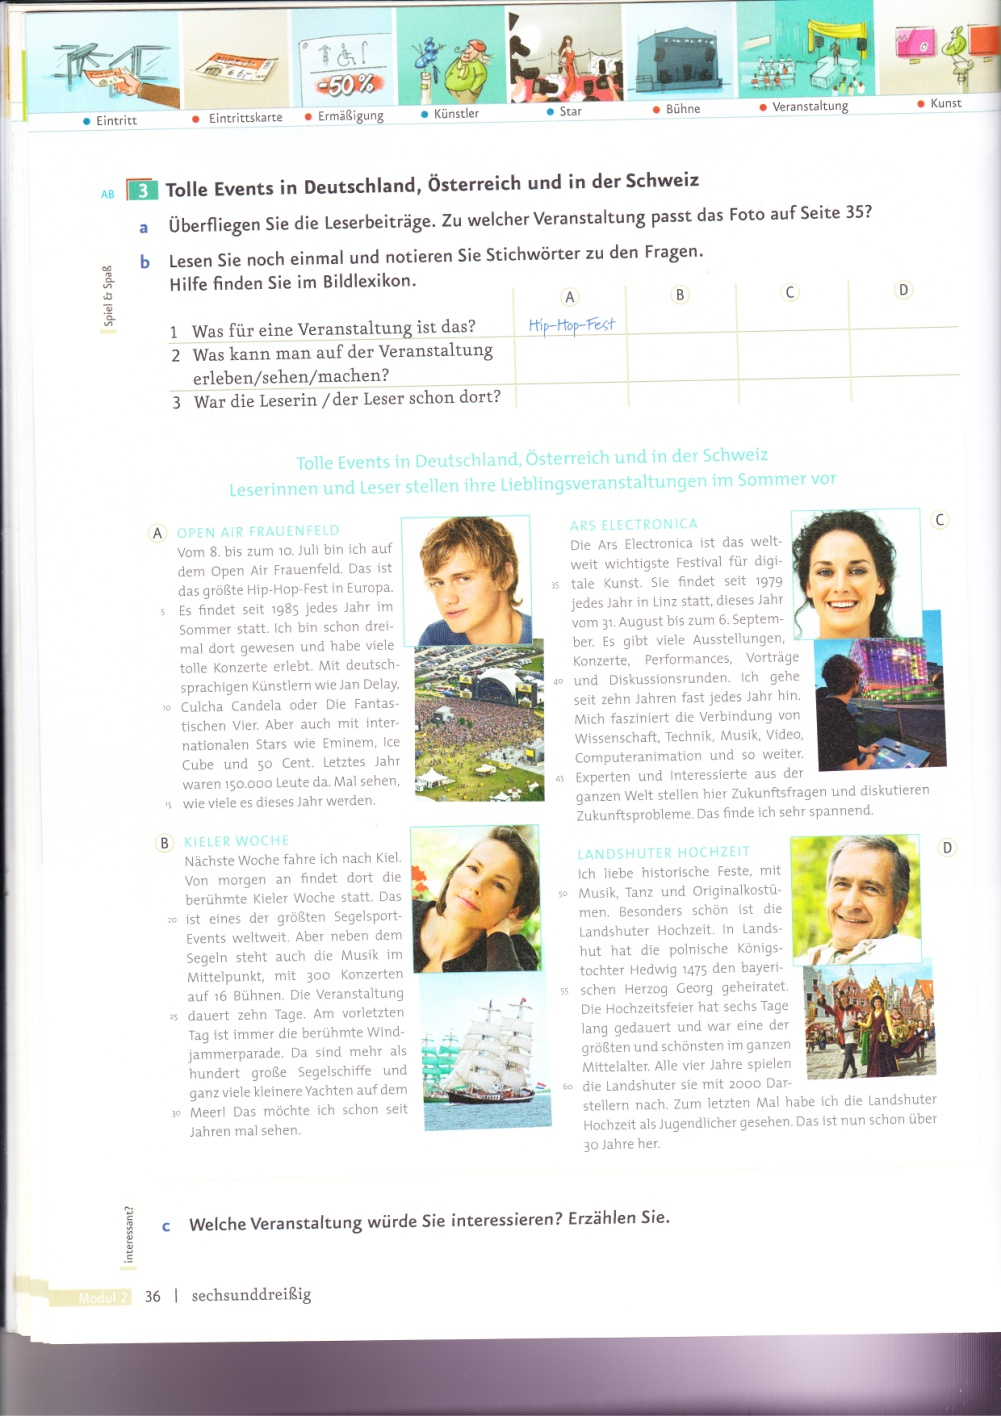 -50%
Eintritt
Eintrittskarte
Ermäßigung
Künstler
Star
Bühne
Veranstaltung
Kunst
AB 3 Tolle Events in Deutschland, Österreich und in der Schweiz
a Überfliegen Sie die Leserbeiträge. Zu welcher Veranstaltung passt das Foto auf Seite 35?
Spiel & Spaß
b Lesen Sie noch einmal und notieren Sie Stichwörter zu den Fragen.
Hilfe finden Sie im Bildlexikon.
A B C D
1 Was für eine Veranstaltung ist das? Hip-Hop-Fest
2 Was kann man auf der Veranstaltung
erleben/sehen/machen?
3 War die Leserin / der Leser schon dort?
Tolle Events in Deutschland, Österreich und in der Schweiz
Leserinnen und Leser stellen ihre Lieblingsveranstaltungen im Sommer vor
A OPEN AIR FRAUENFELD
Vom 8. bis zum 10. Juli bin ich auf
dem Open Air Frauenfeld. Das ist
das größte Hip-Hop-Fest in Europa.
5 Es findet seit 1985 jedes Jahr im
Sommer statt. Ich bin schon drei-
mal dort gewesen und habe viele
tolle Konzerte erlebt. Mit deutsch-
sprachigen Künstlern wie Jan Delay,
10 Culcha Candela oder Die Fantas-
tischen Vier. Aber auch mit inter-
nationalen Stars wie Eminem, Ice
Cube und 50 Cent. Letztes Jahr
waren 150.000 Leute da. Mal sehen,
15 wie viele es dieses Jahr werden.
B KIELER WOCHE
Nächste Woche fahre ich nach Kiel.
Von morgen an findet dort die
berühmte Kieler Woche statt. Das
20 ist eines der größten Segelsport-
Events weltweit. Aber neben dem
Segeln steht auch die Musik im
Mittelpunkt, mit 300 Konzerten
auf 16 Bühnen. Die Veranstaltung
25 dauert zehn Tage. Am vorletzten
Tag ist immer die berühmte Wind-
jammerparade. Da sind mehr als
hundert große Segelschiffe und
ganz viele kleinere Yachten auf dem
30 Meer! Das möchte ich schon seit
Jahren mal sehen.
C
ARS ELECTRONICA
Die Ars Electronica ist das welt-
weit wichtigste Festival für digi-
35 tale Kunst. Sie findet seit 1979
jedes Jahr in Linz statt, dieses Jahr
vom 31. August bis zum 6. Septem-
ber. Es gibt viele Ausstellungen,
Konzerte, Performances, Vorträge
40 und Diskussionsrunden. Ich gehe
seit zehn Jahren fast jedes Jahr hin.
Mich fasziniert die Verbindung von
Wissenschaft, Technik, Musik, Video,
Computeranimation und so weiter.
45 Experten und Interessierte aus der
ganzen Welt stellen hier Zukunftsfragen und diskutieren
Zukunftsprobleme. Das finde ich sehr spannend.
D
LANDSHUTER HOCHZEIT
Ich liebe historische Feste, mit
50 Musik, Tanz und Originalkostü-
men. Besonders schön ist die
Landshuter Hochzeit. In Lands-
hut hat die polnische Königs-
tochter Hedwig 1475 den bayeri-
55 schen Herzog Georg geheiratet.
Die Hochzeitsfeier hat sechs Tage
lang gedauert und war eine der
größten und schönsten im ganzen
Mittelalter. Alle vier Jahre spielen
60 die Landshuter sie mit 2000 Dar-
stellern nach. Zum letzten Mal habe ich die Landshuter
Hochzeit als Jugendlicher gesehen. Das ist nun schon über
30 Jahre her.
interessant?
c Welche Veranstaltung würde Sie interessieren? Erzählen Sie.
Modul 2 36 | sechsunddreißig